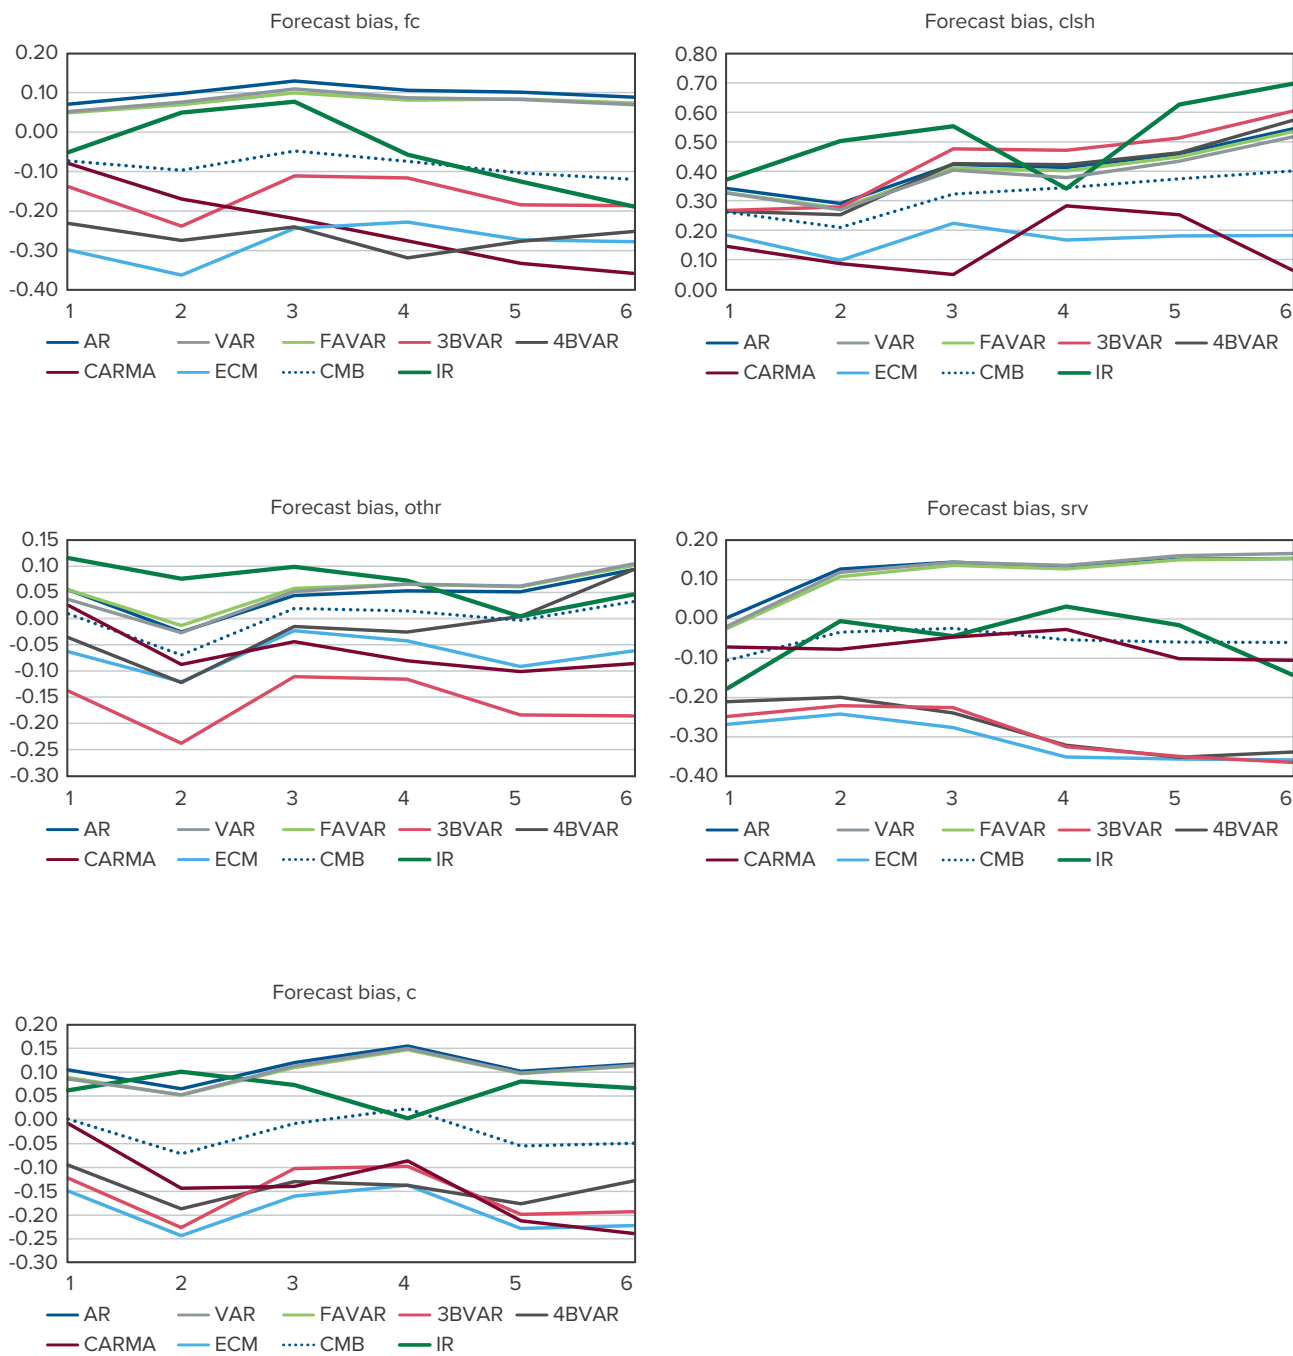 Forecast bias, fc
0.20
0.10
0.00
-0.10
-0.20
-0.30
-0.40
1 2 3 4 5 6
AR VAR FAVAR 3BVAR 4BVAR
CARMA ECM CMB IR
Forecast bias, clsh
0.80
0.70
0.60
0.50
0.40
0.30
0.20
0.10
0.00
1 2 3 4 5 6
AR VAR FAVAR 3BVAR 4BVAR
CARMA ECM CMB IR
Forecast bias, othr
0.15
0.10
0.05
0.00
-0.05
-0.10
-0.15
-0.20
-0.25
-0.30
1 2 3 4 5 6
AR VAR FAVAR 3BVAR 4BVAR
CARMA ECM CMB IR
Forecast bias, srv
0.20
0.10
0.00
-0.10
-0.20
-0.30
-0.40
1 2 3 4 5 6
AR VAR FAVAR 3BVAR 4BVAR
CARMA ECM CMB IR
Forecast bias, c
0.20
0.15
0.10
0.05
0.00
-0.05
-0.10
-0.15
-0.20
-0.25
-0.30
1 2 3 4 5 6
AR VAR FAVAR 3BVAR 4BVAR
CARMA ECM CMB IR